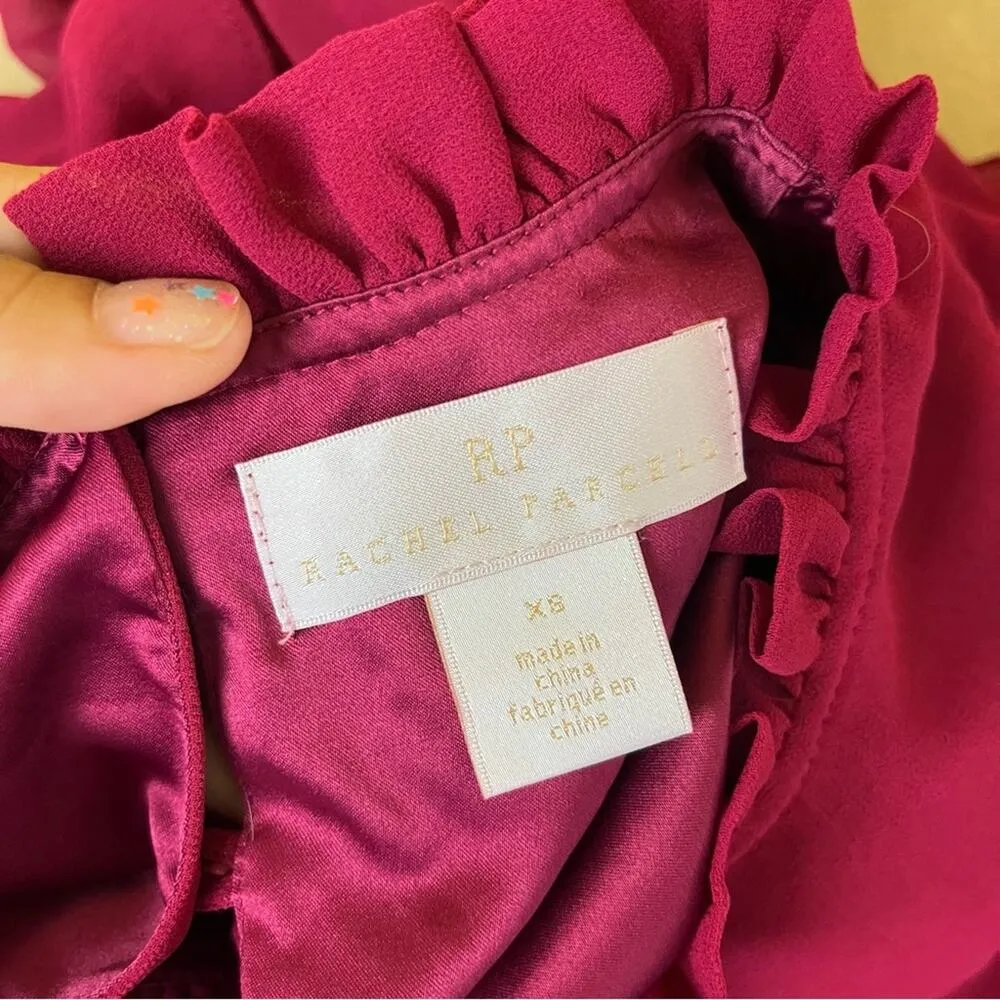 RP
RACHEL PARCELL
XS
made in
china
fabriqué en
chine